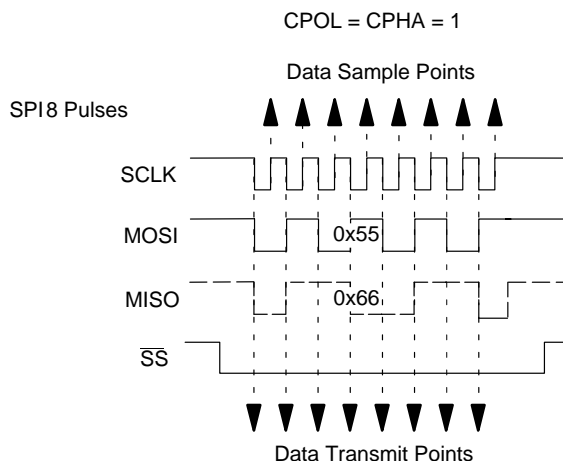 CPOL = CPHA = 1
Data Sample Points
SPI8 Pulses
SCLK
MOSI
0x55
MISO
0x66
SS
Data Transmit Points